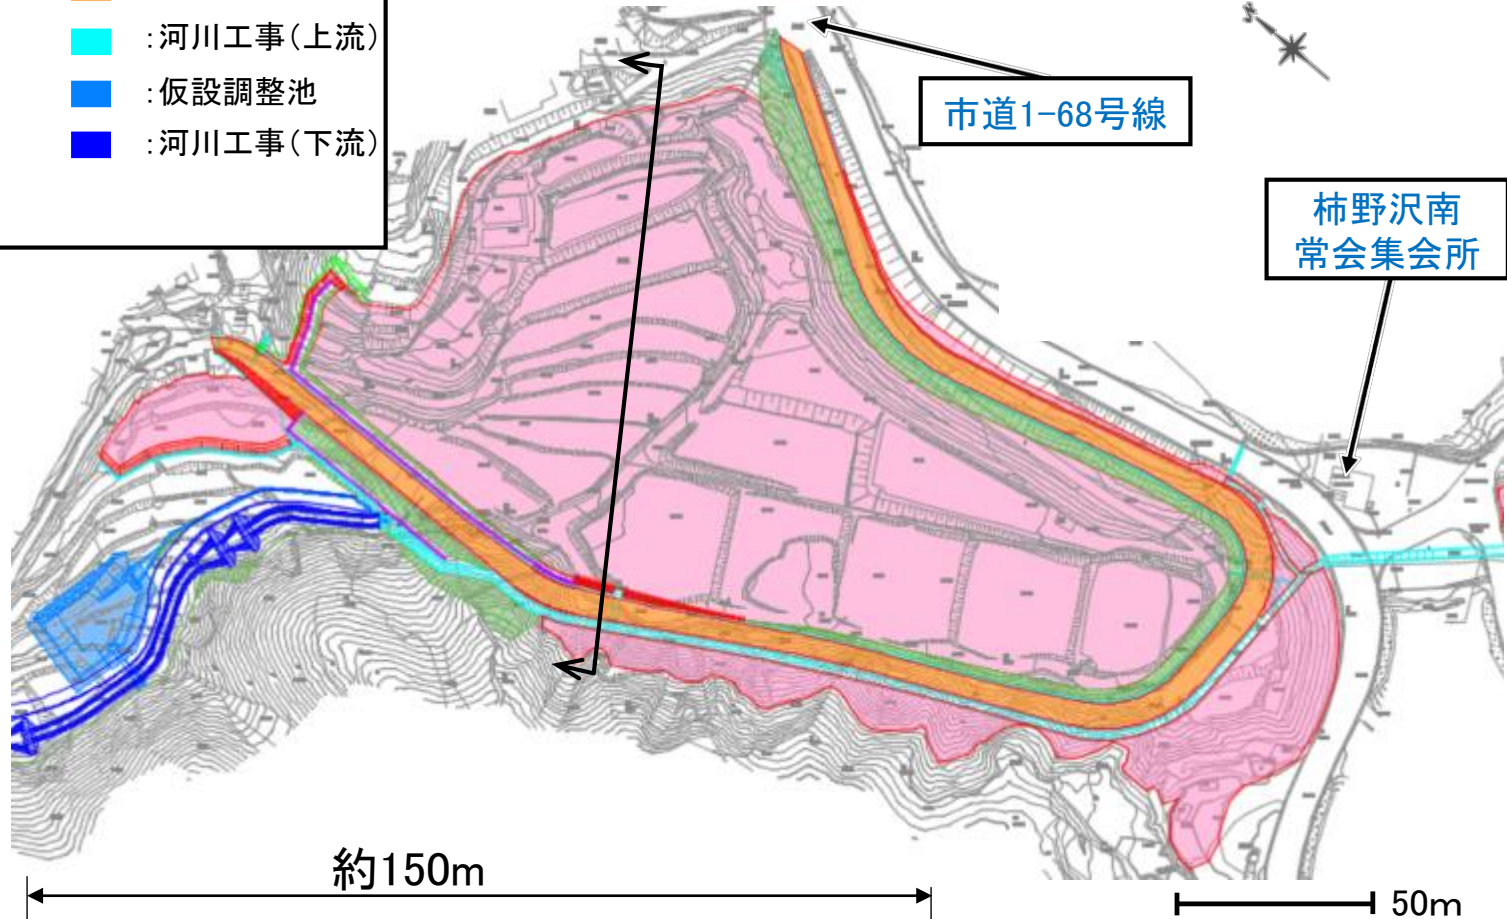 :河川工事(上流)
:仮設調整池
:河川工事(下流)
市道1-68号線
柿野沢南
常会集会所
約150m
50m